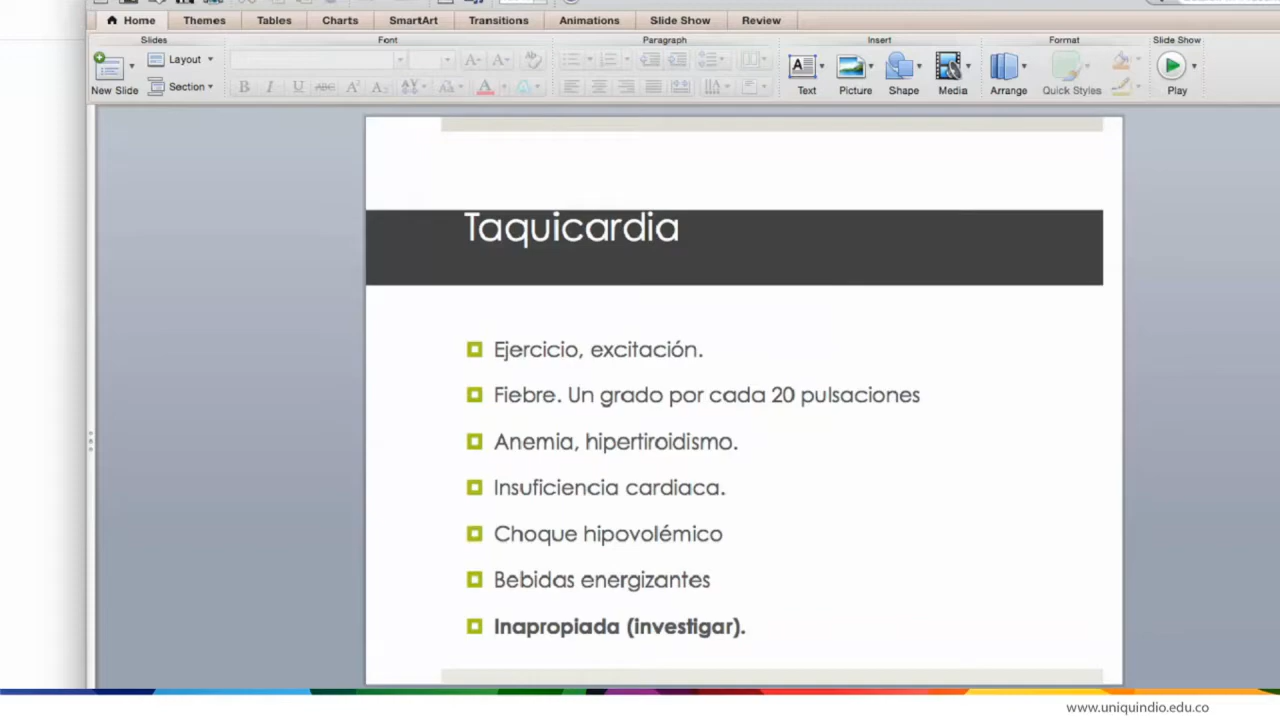 Home Themes Tables Charts SmartArt Transitions Animations Slide Show Review
Slides Font Paragraph Insert Format Slide Show
New Slide Layout Section Text Picture Shape Media Arrange Quick Styles Play
Taquicardia
Ejercicio, excitación.
Fiebre. Un grado por cada 20 pulsaciones
Anemia, hipertiroidismo.
Insuficiencia cardiaca.
Choque hipovolémico
Bebidas energizantes
Inapropiada (investigar).
www.uniquindio.edu.co